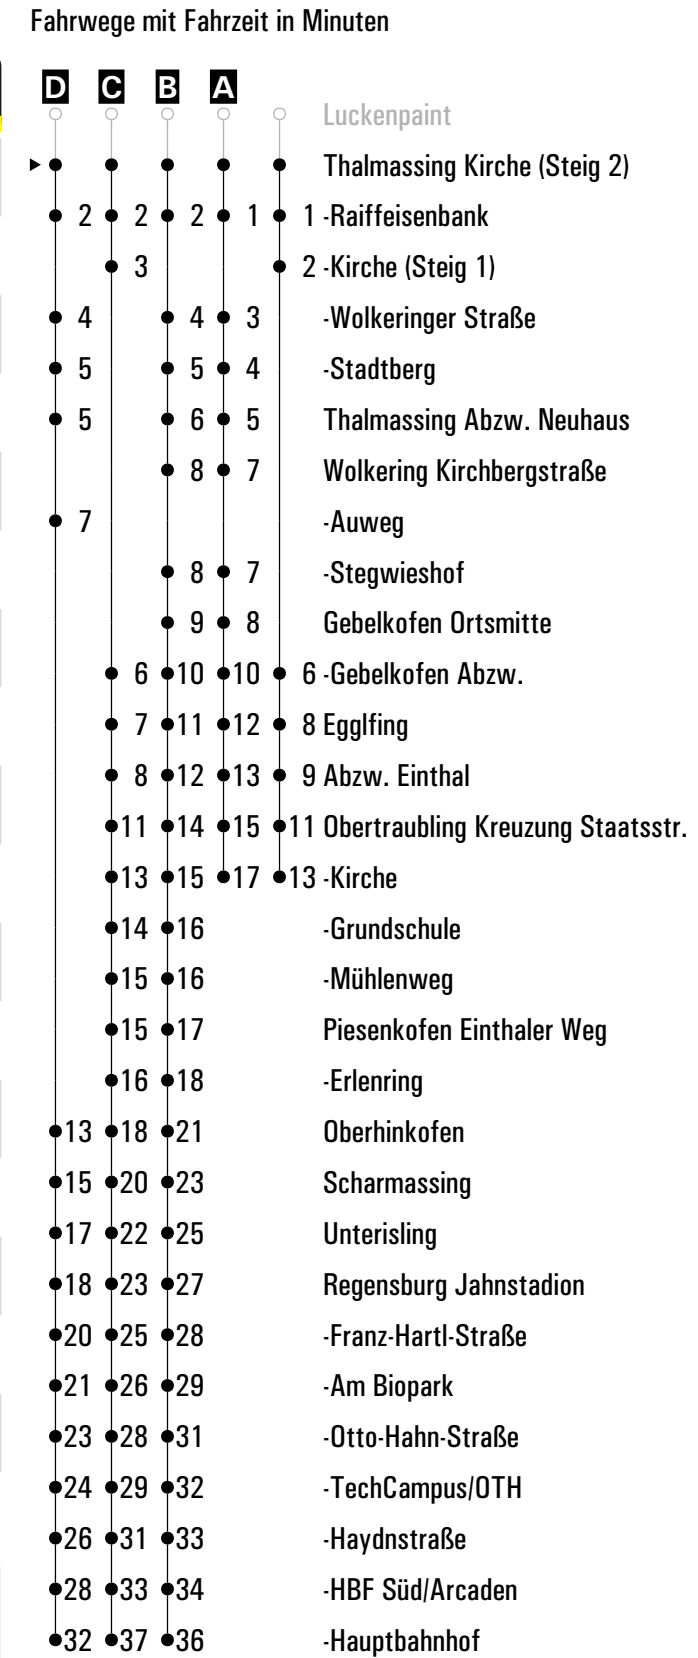 Fahrwege mit Fahrzeit in Minuten
D C B A
Luckenpaint
Thalmassing Kirche (Steig 2)
2 2 2 1 1 -Raiffeisenbank
3 2 -Kirche (Steig 1)
4 4 3 -Wolkeringer Straße
5 5 4 -Stadtberg
5 6 5 Thalmassing Abzw. Neuhaus
8 7 Wolkering Kirchbergstraße
7 -Auweg
8 7 -Stegwieshof
9 8 Gebelkofen Ortsmitte
6 10 10 6 -Gebelkofen Abzw.
7 11 12 8 Egglfing
8 12 13 9 Abzw. Einthal
11 14 15 11 Obertraubling Kreuzung Staatsstr.
13 15 17 13 -Kirche
14 16 -Grundschule
15 16 -Mühlenweg
15 17 Piesenkofen Einthaler Weg
16 18 -Erlenring
13 18 21 Oberhinkofen
15 20 23 Scharmassing
17 22 25 Unterisling
18 23 27 Regensburg Jahnstadion
20 25 28 -Franz-Hartl-Straße
21 26 29 -Am Biopark
23 28 31 -Otto-Hahn-Straße
24 29 32 -TechCampus/OTH
26 31 33 -Haydnstraße
28 33 34 -HBF Süd/Arcaden
32 37 36 -Hauptbahnhof